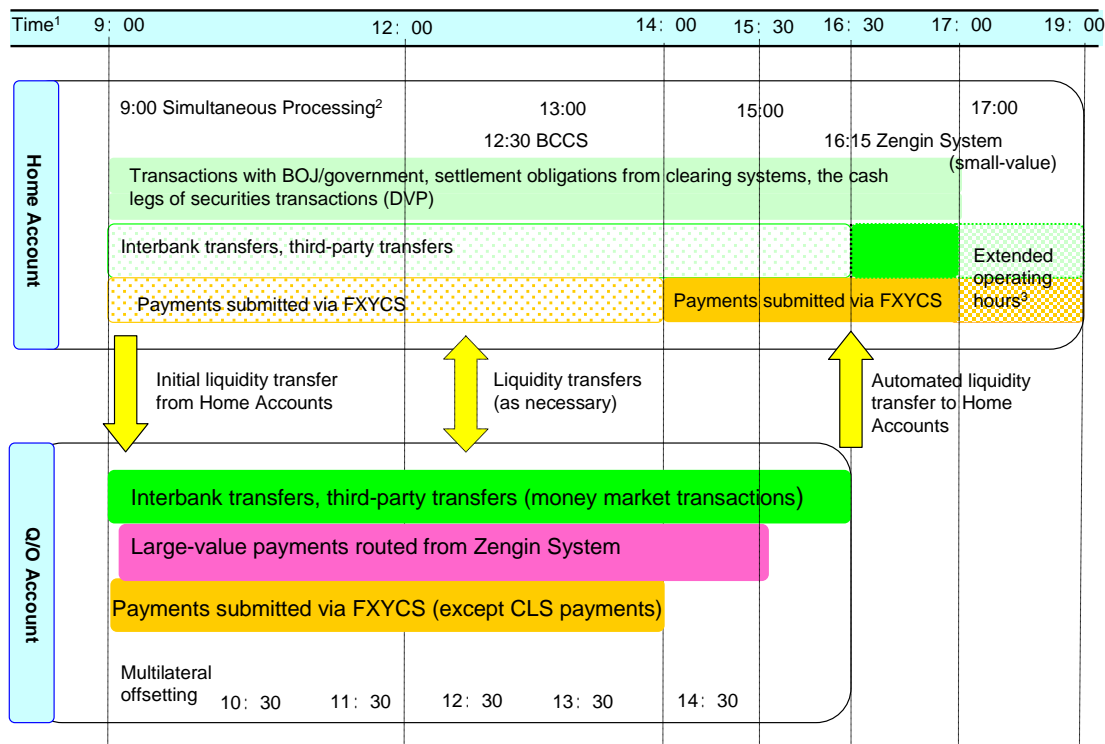 Time¹ 9: 00 12: 00 14: 00 15: 30 16: 30 17: 00 19: 00
Home Account
9:00 Simultaneous Processing² 13:00 15:00 17:00
12:30 BCCS 16:15 Zengin System
(small-value)
Transactions with BOJ/government, settlement obligations from clearing systems, the cash
legs of securities transactions (DVP)
Interbank transfers, third-party transfers
Extended
operating
hours³
Payments submitted via FXYCS
Payments submitted via FXYCS
Initial liquidity transfer
from Home Accounts
Liquidity transfers
(as necessary)
Automated liquidity
transfer to Home
Accounts
Q/O Account
Interbank transfers, third-party transfers (money market transactions)
Large-value payments routed from Zengin System
Payments submitted via FXYCS (except CLS payments)
Multilateral
offsetting
10: 30 11: 30 12: 30 13: 30 14: 30